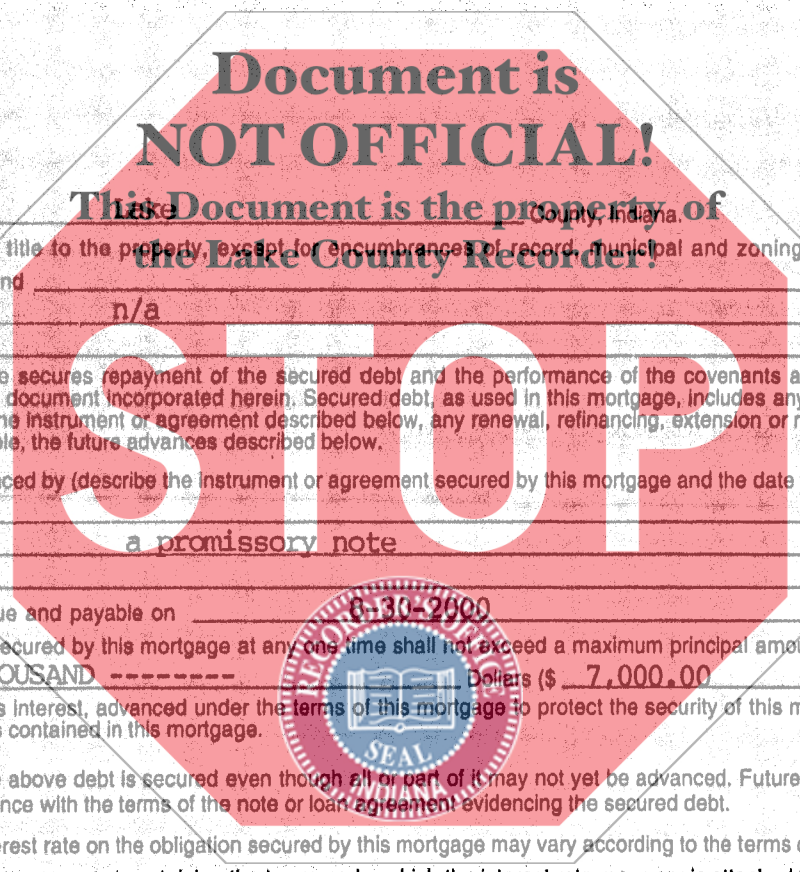 Document is
NOT OFFICIAL!
This Document is the property of
the Lake County Recorder!
Lake County, Indiana.
title to the property, except for encumbrances of record, municipal and zoning
nd
n/a
STOP
e secures repayment of the secured debt and the performance of the covenants a
document incorporated herein. Secured debt, as used in this mortgage, includes any
he instrument or agreement described below, any renewal, refinancing, extension or
le, the future advances described below.
ced by (describe the instrument or agreement secured by this mortgage and the date
a promissory note
ue and payable on 8-30-2000
ecured by this mortgage at any one time shall not exceed a maximum principal amo
OUSAND -------- Dollars ($ 7,000.00
s interest, advanced under the terms of this mortgage to protect the security of this m
s contained in this mortgage.
RECORDER'S OFFICE
SEAL
INDIANA
above debt is secured even though all or part of it may not yet be advanced. Future
nce with the terms of the note or loan agreement evidencing the secured debt.
rest rate on the obligation secured by this mortgage may vary according to the terms